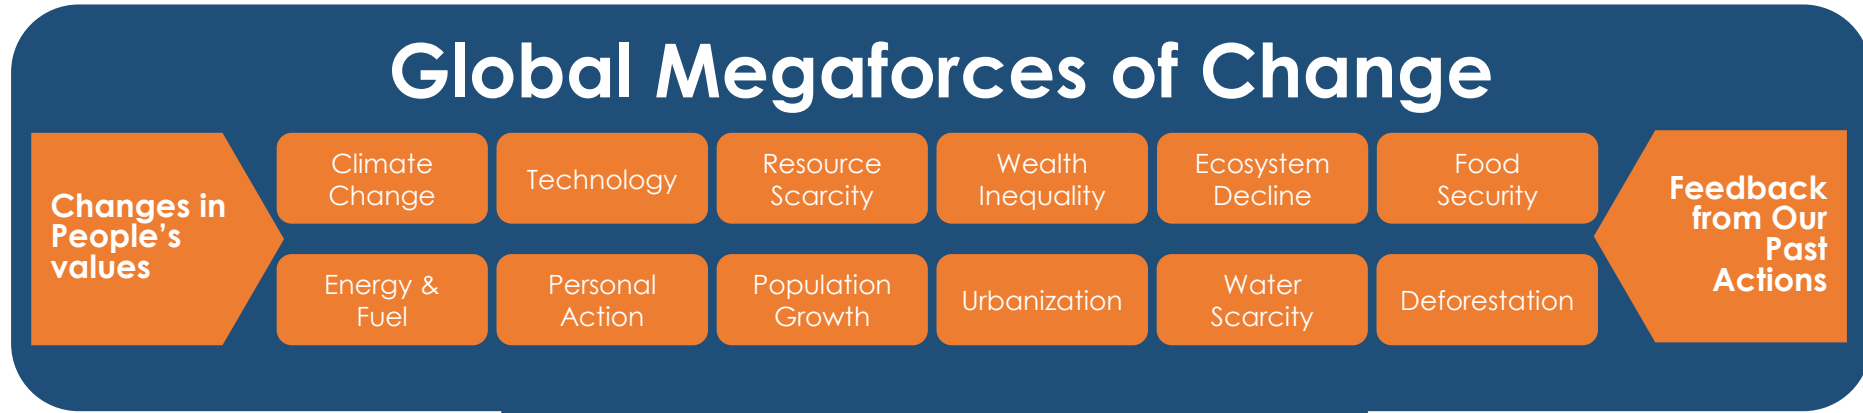 Global Megaforces of Change
Changes in
People’s
values
Climate
Change
Technology
Resource
Scarcity
Wealth
Inequality
Ecosystem
Decline
Food
Security
Energy &
Fuel
Personal
Action
Population
Growth
Urbanization
Water
Scarcity
Deforestation
Feedback
from Our
Past
Actions